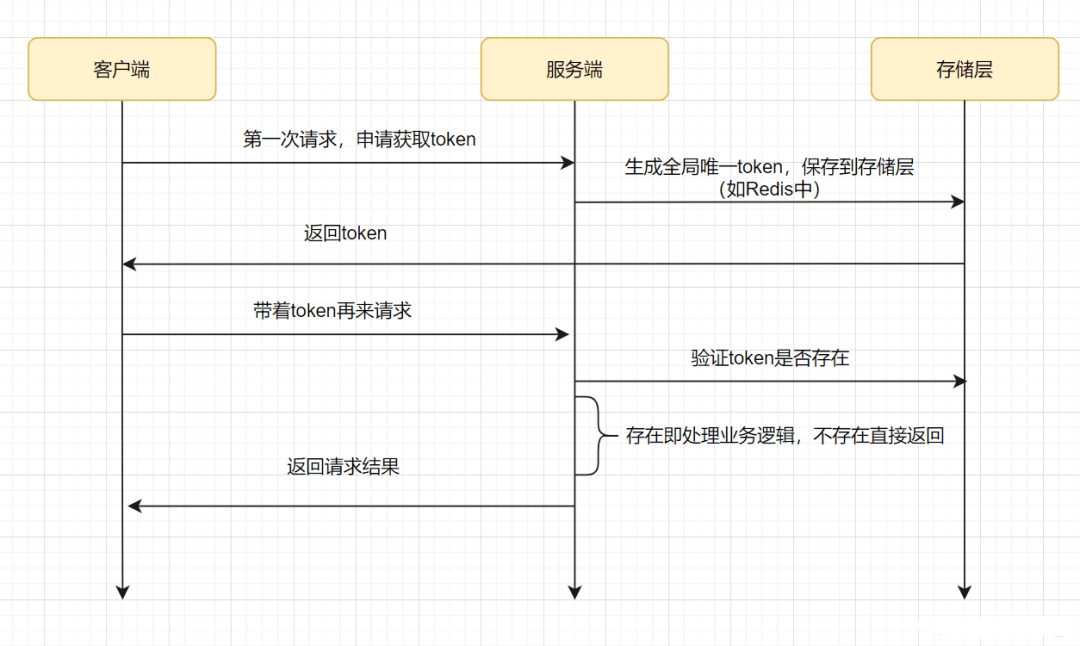 客户端
服务端
存储层
第一次请求，申请获取token
生成全局唯一token，保存到存储层
（如Redis中）
返回token
带着token再来请求
验证token是否存在
存在即处理业务逻辑，不存在直接返回
返回请求结果